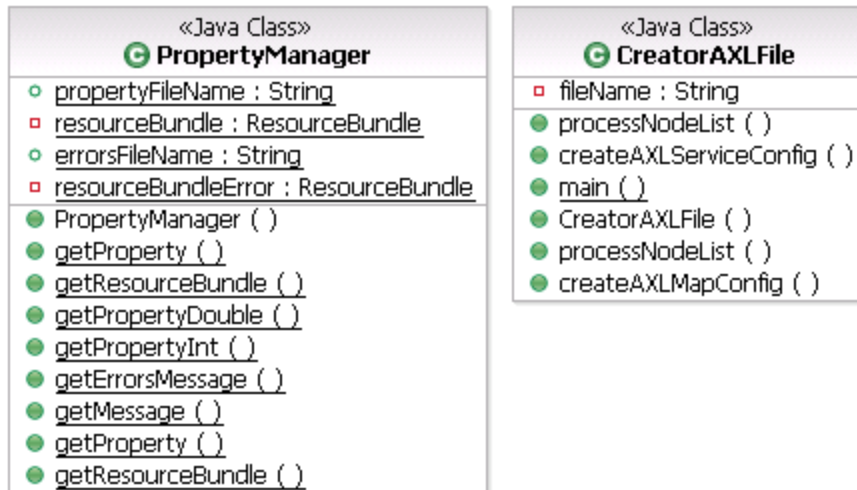 «Java Class»
PropertyManager
propertyFileName : String
resourceBundle : ResourceBundle
errorsFileName : String
resourceBundleError : ResourceBundle
PropertyManager ( )
getProperty ( )
getResourceBundle ( )
getPropertyDouble ( )
getPropertyInt ( )
getErrorsMessage ( )
getMessage ( )
getProperty ( )
getResourceBundle ( )
«Java Class»
CreatorAXLFile
fileName : String
processNodeList ( )
createAXLServiceConfig ( )
main ( )
CreatorAXLFile ( )
processNodeList ( )
createAXLMapConfig ( )